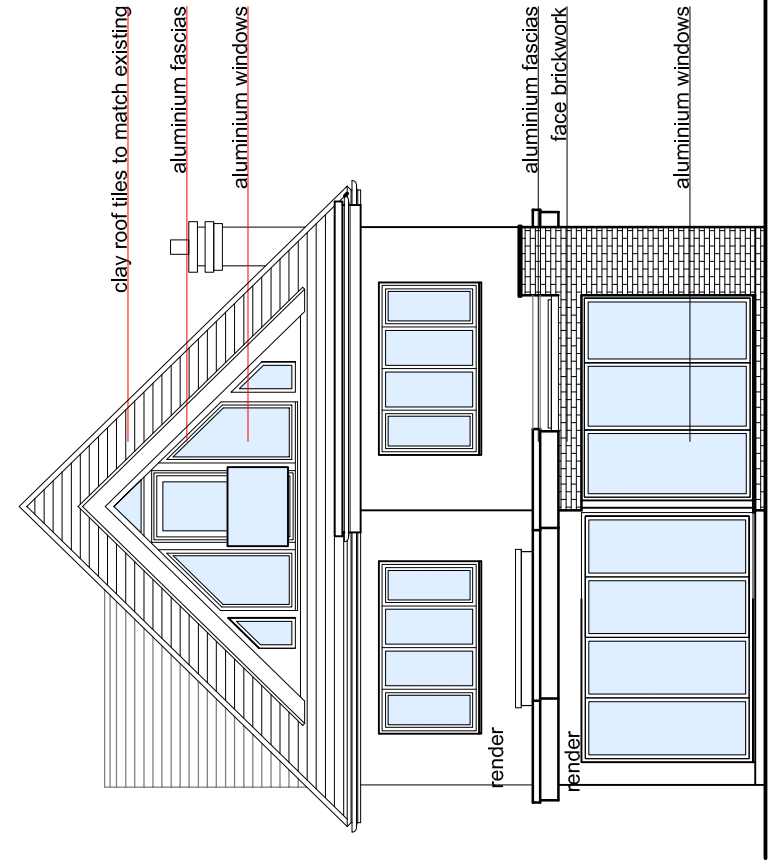 clay roof tiles to match existing
aluminium fascias
aluminium windows
aluminium fascias
face brickwork
aluminium windows
render
render